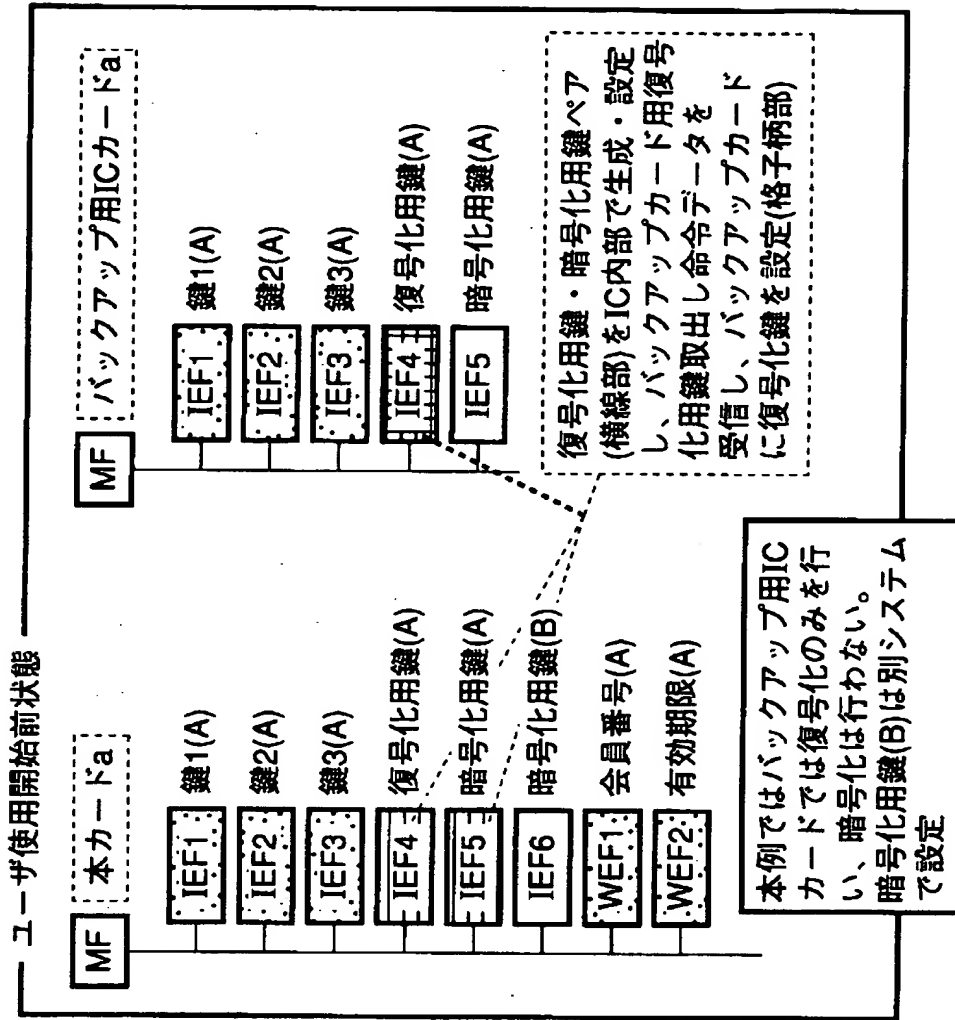 ユーザ使用開始前状態
本カードa
MF
IEF1
鍵1(A)
IEF2
鍵2(A)
IEF3
鍵3(A)
IEF4
復号化用鍵(A)
IEF5
暗号化用鍵(A)
IEF6
暗号化用鍵(B)
WEF1
会員番号(A)
WEF2
有効期限(A)
バックアップ用ICカードa
MF
IEF1
鍵1(A)
IEF2
鍵2(A)
IEF3
鍵3(A)
IEF4
復号化用鍵(A)
IEF5
暗号化用鍵(A)
復号化用鍵・暗号化用鍵ペア
(横線部)をIC内部で生成・設定
し、バックアップカード用復号
化用鍵取出し命令データを
受信し、バックアップカード
に復号化鍵を設定(格子柄部)
本例ではバックアップ用IC
カードでは復号化のみを行
い、暗号化は行わない。
暗号化用鍵(B)は別システム
で設定